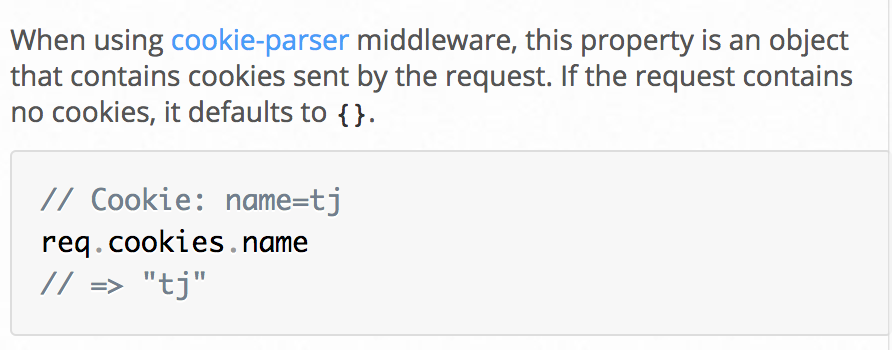 When using cookie-parser middleware, this property is an object
that contains cookies sent by the request. If the request contains
no cookies, it defaults to {}.
// Cookie: name=tj
req.cookies.name
// => "tj"